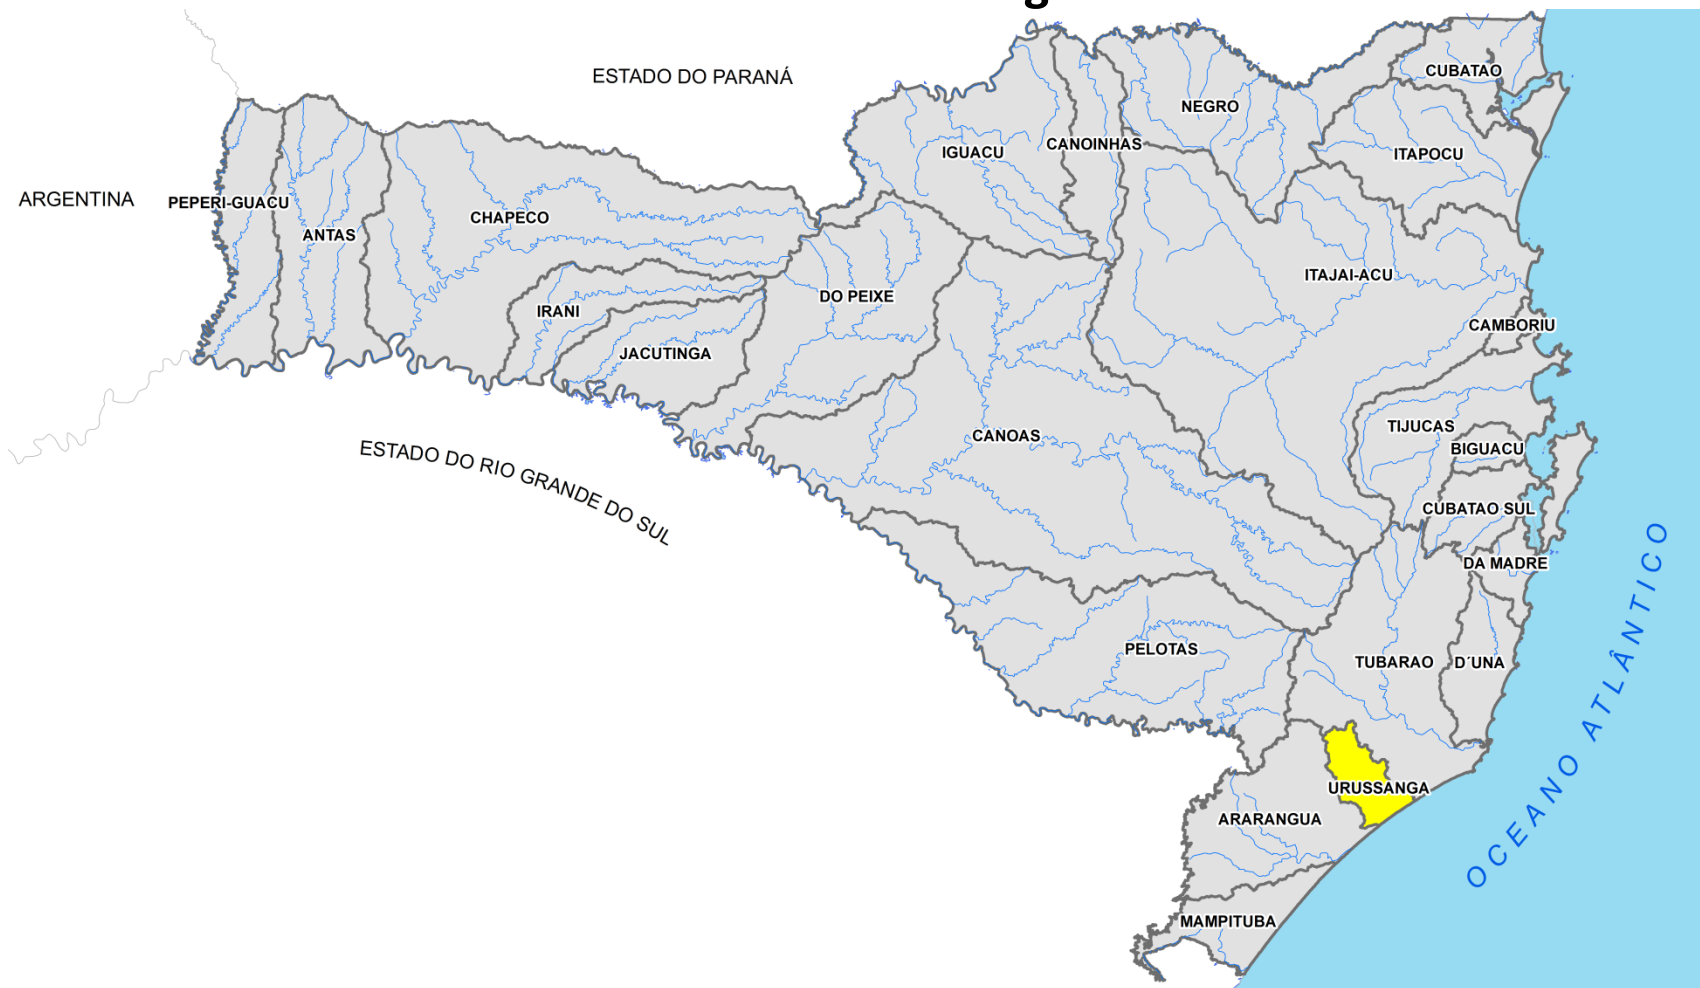 g
ESTADO DO PARANÁ
CUBATAO
NEGRO
CANOINHAS
IGUACU
ITAPOCU
ARGENTINA
PEPERI-GUACU
CHAPECO
ANTAS
ITAJAI-ACU
DO PEIXE
IRANI
CAMBORIU
JACUTINGA
TIJUCAS
CANOAS
BIGUACU
ESTADO DO RIO GRANDE DO SUL
CUBATAO SUL
DA MADRE
PELOTAS
TUBARAO
D´UNA
OCEANO ATLÂNTICO
URUSSANGA
ARARANGUA
MAMPITUBA